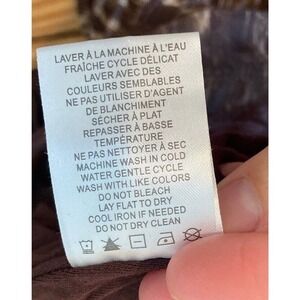 LAVER À LA MACHINE À L'EAU
FRAÎCHE CYCLE DÉLICAT
LAVER AVEC DES
COULEURS SEMBLABLES
NE PAS UTILISER D'AGENT
DE BLANCHIMENT
SÉCHER À PLAT
REPASSER À BASSE
TEMPÉRATURE
NE PAS NETTOYER À SEC
MACHINE WASH IN COLD
WATER GENTLE CYCLE
WASH WITH LIKE COLORS
DO NOT BLEACH
LAY FLAT TO DRY
COOL IRON IF NEEDED
DO NOT DRY CLEAN